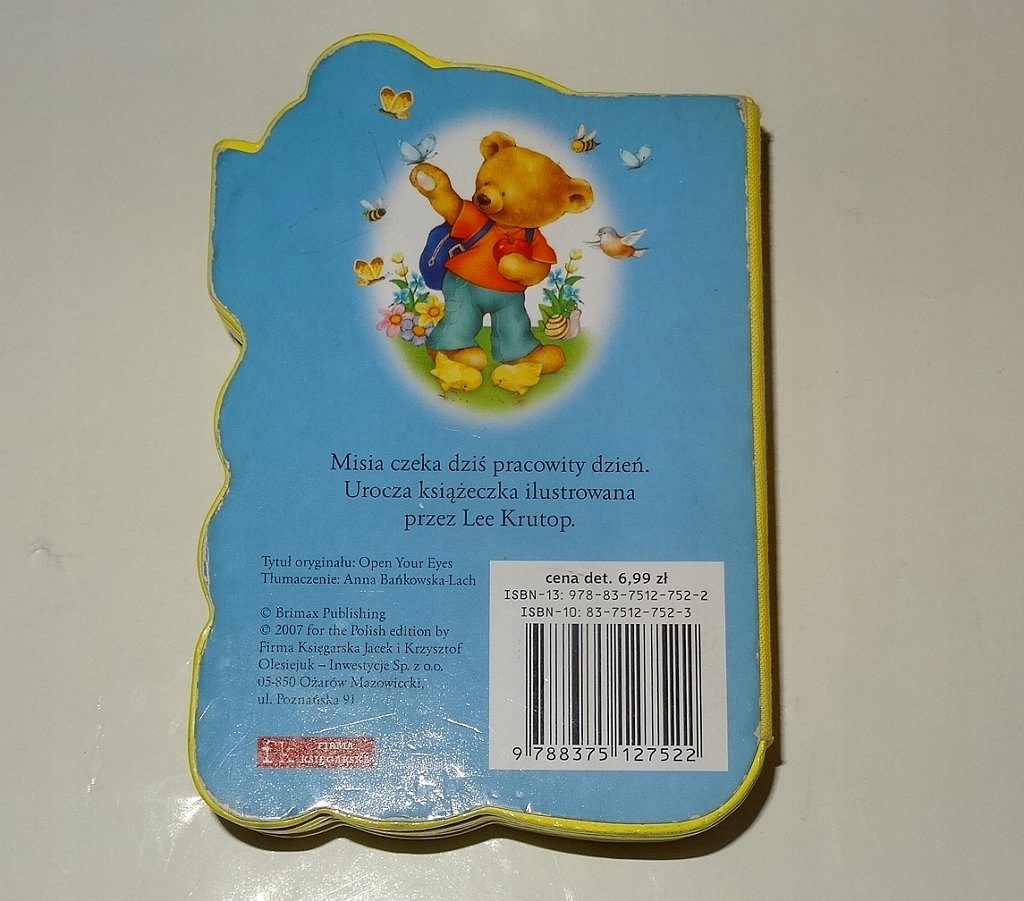 Misia czeka dziś pracowity dzień.
Urocza książeczka ilustrowana
przez Lee Krutop.
Tytuł oryginału: Open Your Eyes
Tłumaczenie: Anna Bańkowska-Lach
© Brimax Publishing
© 2007 for the Polish edition by
Firma Księgarska Jacek i Krzysztof
Olesiejuk – Inwestycje Sp. z o.o.
05-850 Ożarów Mazowiecki,
ul. Poznańska 91
FIRMA
KSIĘGARSKA
cena det. 6,99 zł
ISBN-13: 978-83-7512-752-2
ISBN-10: 83-7512-752-3
9 788375 127522